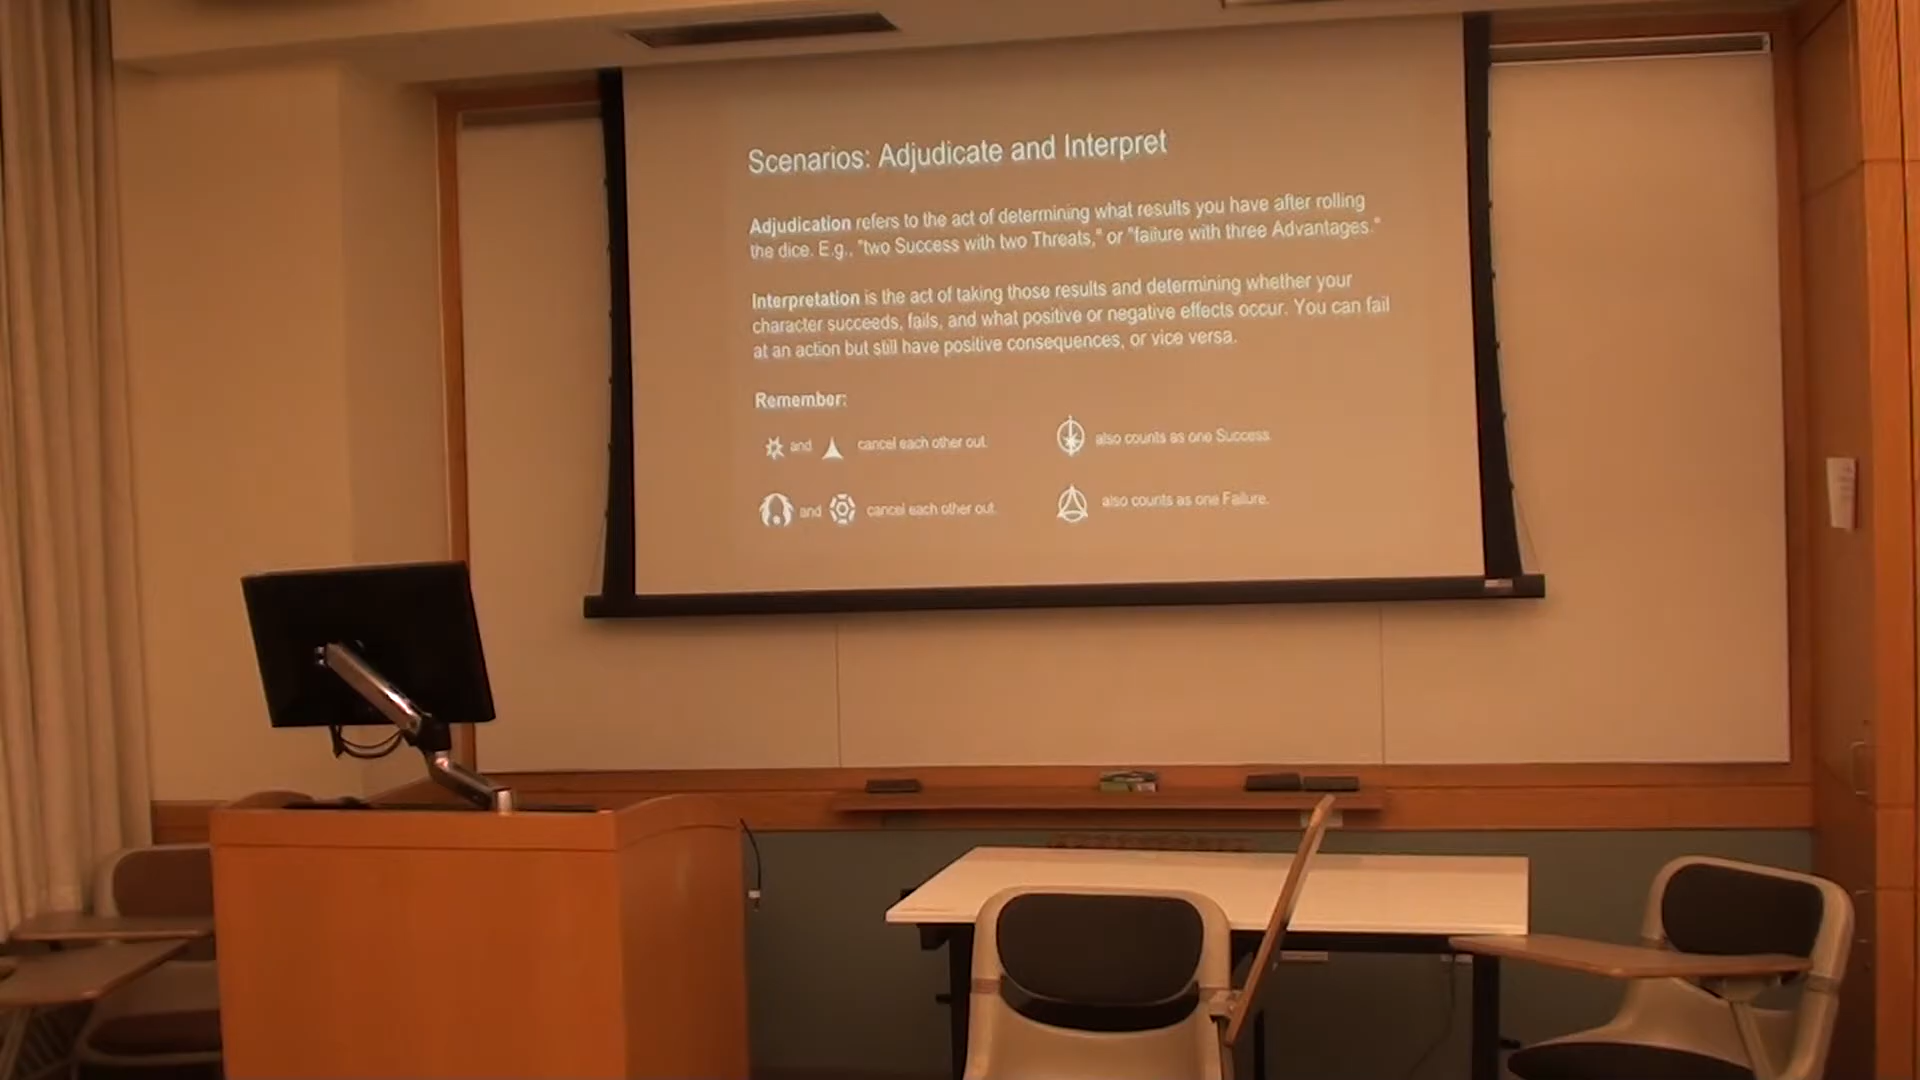 Scenarios: Adjudicate and Interpret
Adjudication refers to the act of determining what results you have after rolling
the dice. E.g., "two Success with two Threats," or "failure with three Advantages."
Interpretation is the act of taking those results and determining whether your
character succeeds, fails, and what positive or negative effects occur. You can fail
at an action but still have positive consequences, or vice versa.
Remember:
and cancel each other out.
also counts as one Success.
and cancel each other out.
also counts as one Failure.